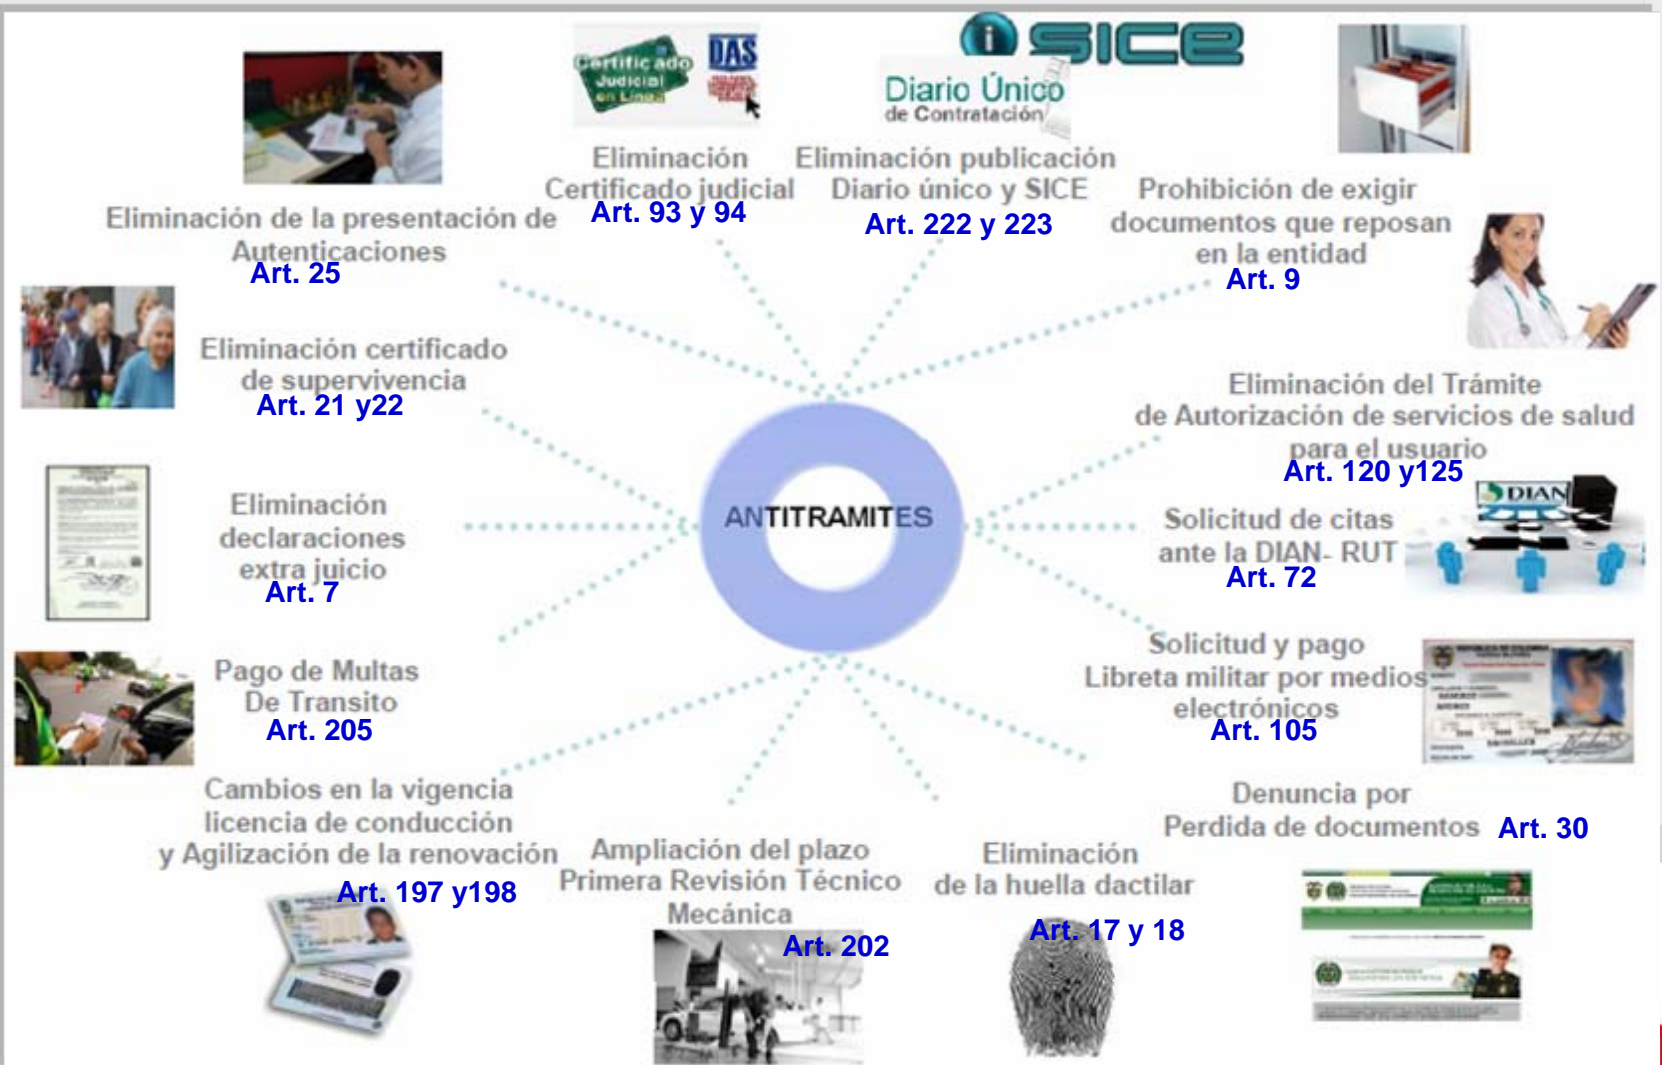 SICE
Certificado
Judicial
en Línea
DAS
Diario Único
de Contratación
Eliminación
Certificado judicial
Art. 93 y 94
Eliminación publicación
Diario único y SICE
Art. 222 y 223
Prohibición de exigir
documentos que reposan
en la entidad
Art. 9
Eliminación de la presentación de
Autenticaciones
Art. 25
Eliminación certificado
de supervivencia
Art. 21 y22
Eliminación del Trámite
de Autorización de servicios de salud
para el usuario
Art. 120 y125
DIAN
ANTITRAMITES
Eliminación
declaraciones
extra juicio
Art. 7
Solicitud de citas
ante la DIAN- RUT
Art. 72
Pago de Multas
De Transito
Art. 205
Solicitud y pago
Libreta militar por medios
electrónicos
Art. 105
Cambios en la vigencia
licencia de conducción
y Agilización de la renovación
Art. 197 y198
Ampliación del plazo
Primera Revisión Técnico
Mecánica
Art. 202
Eliminación
de la huella dactilar
Art. 17 y 18
Denuncia por
Perdida de documentos
Art. 30